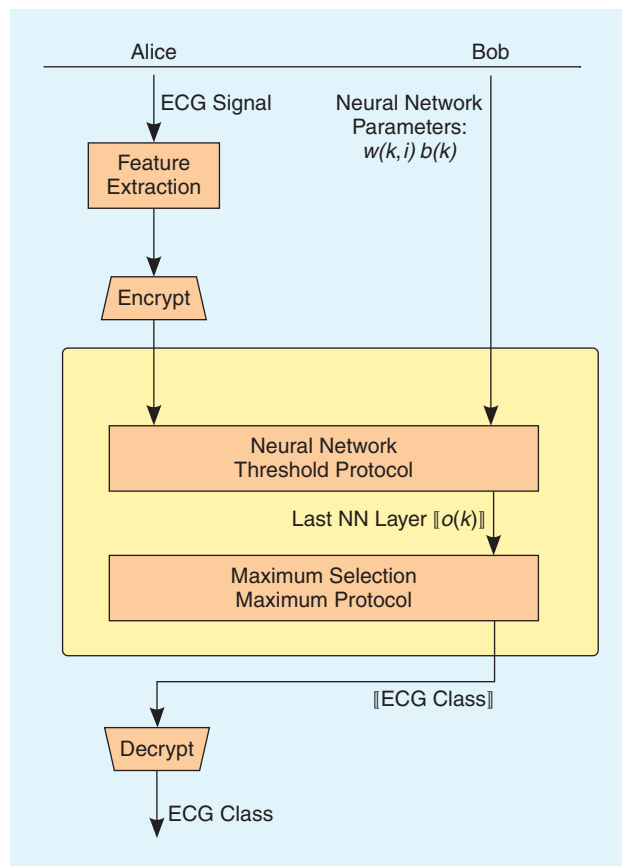 Alice
Bob
ECG Signal
Neural Network
Parameters:
w(k,i) b(k)
Feature
Extraction
Encrypt
Neural Network
Threshold Protocol
Last NN Layer ⟦o(k)⟧
Maximum Selection
Maximum Protocol
⟦ECG Class⟧
Decrypt
ECG Class